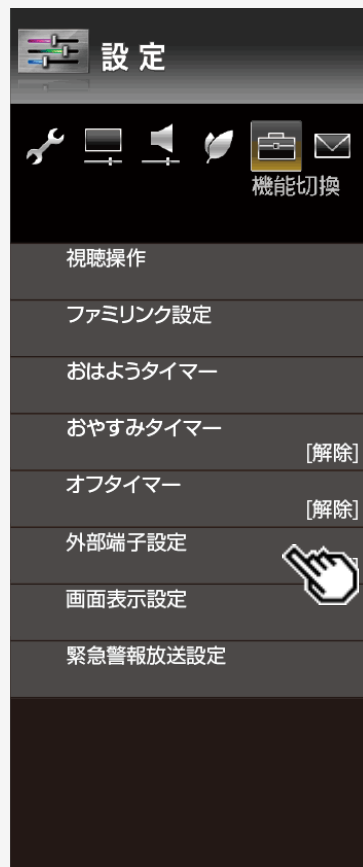 設定
機能切換
視聴操作
ファミリンク設定
おはようタイマー
おやすみタイマー
[解除]
オフタイマー
[解除]
外部端子設定
]
画面表示設定
緊急警報放送設定